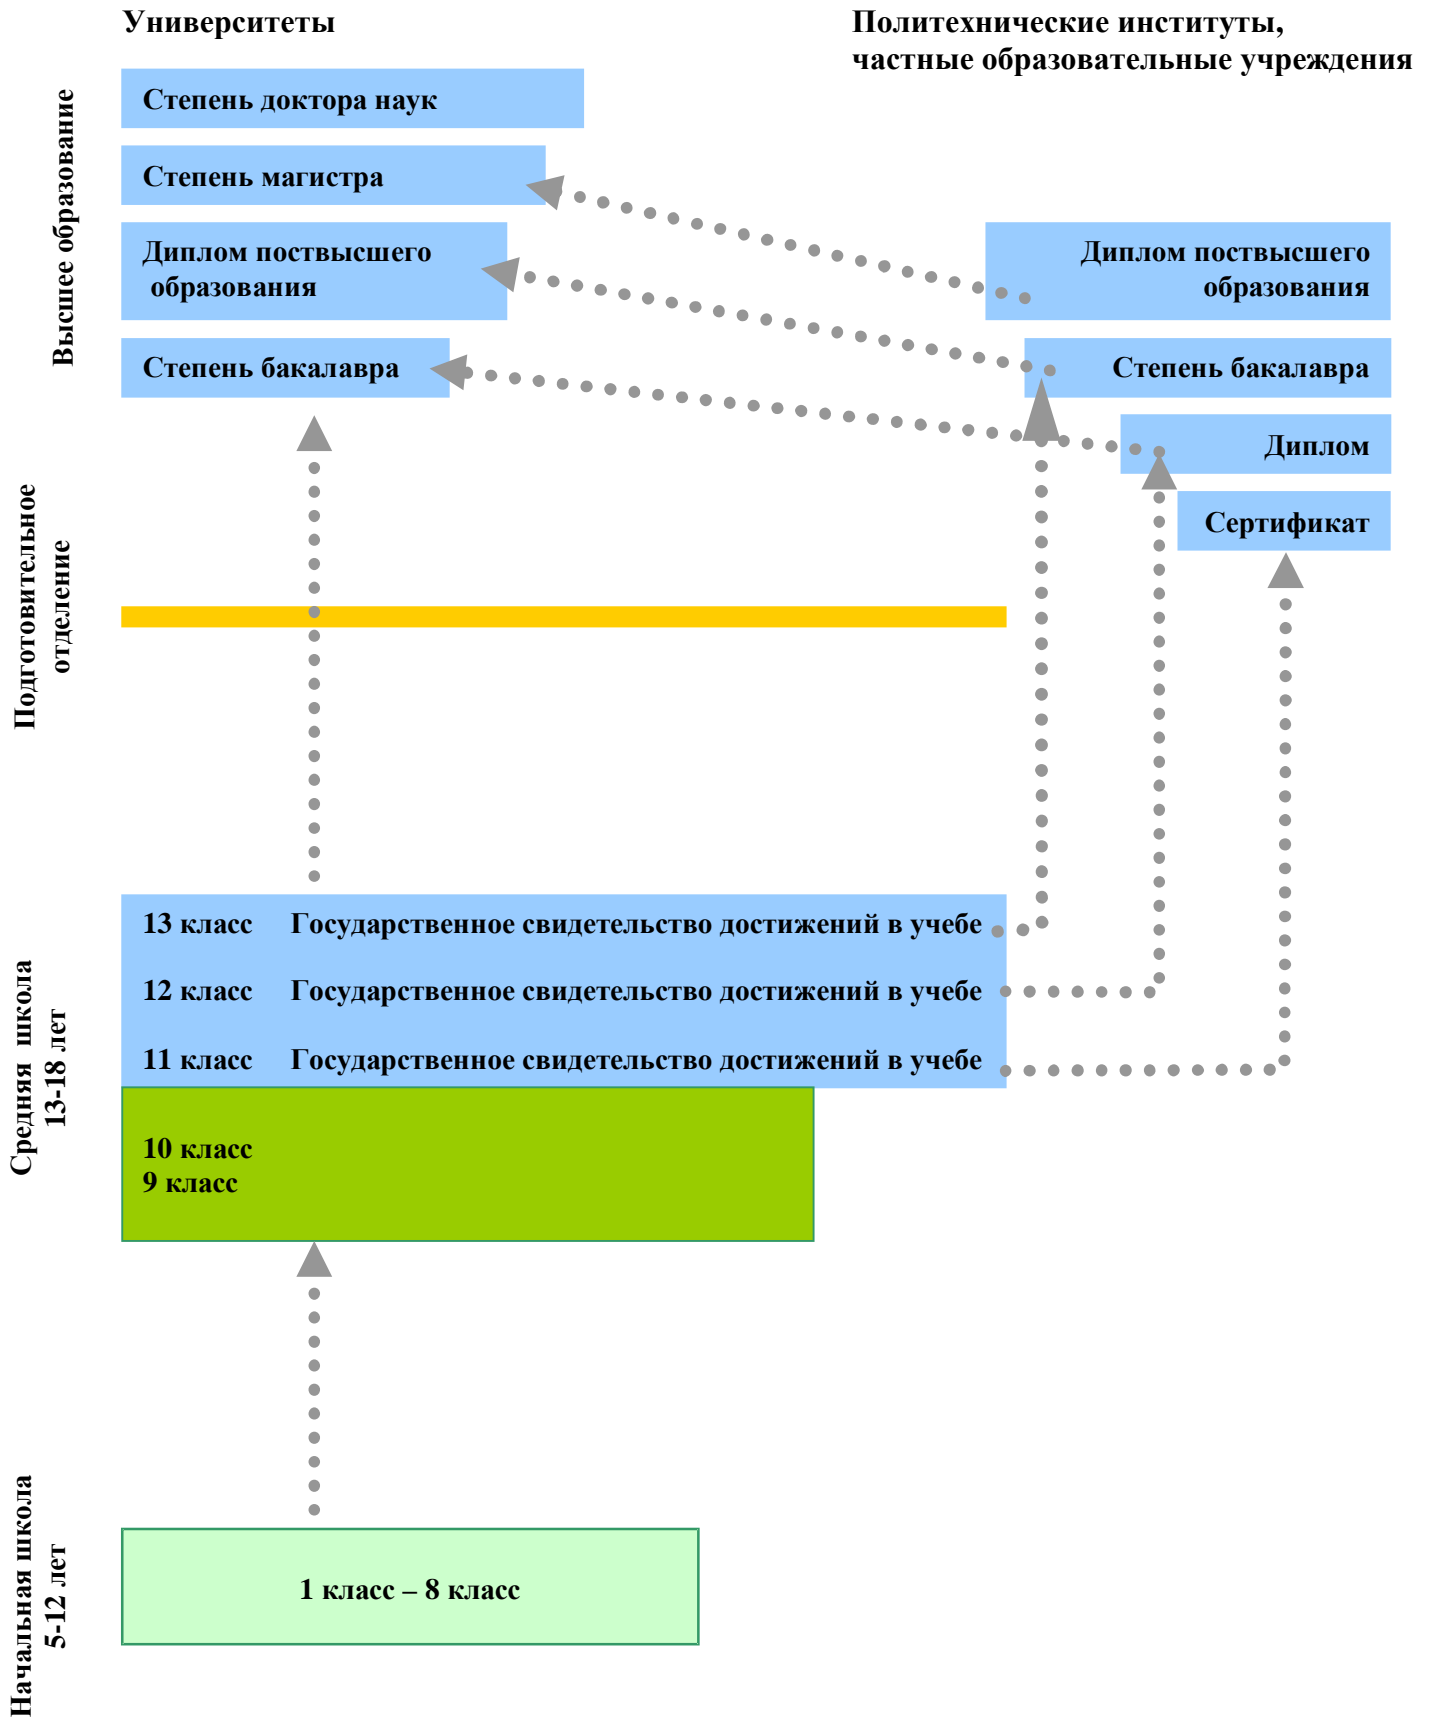 Университеты
Политехнические институты,
частные образовательные учреждения
Высшее образование
Степень доктора наук
Степень магистра
Диплом поствысшего
образования
Диплом поствысшего
образования
Степень бакалавра
Степень бакалавра
Диплом
Сертификат
Подготовительное
отделение
Средняя школа
13-18 лет
13 класс Государственное свидетельство достижений в учебе
12 класс Государственное свидетельство достижений в учебе
11 класс Государственное свидетельство достижений в учебе
10 класс
9 класс
Начальная школа
5-12 лет
1 класс – 8 класс